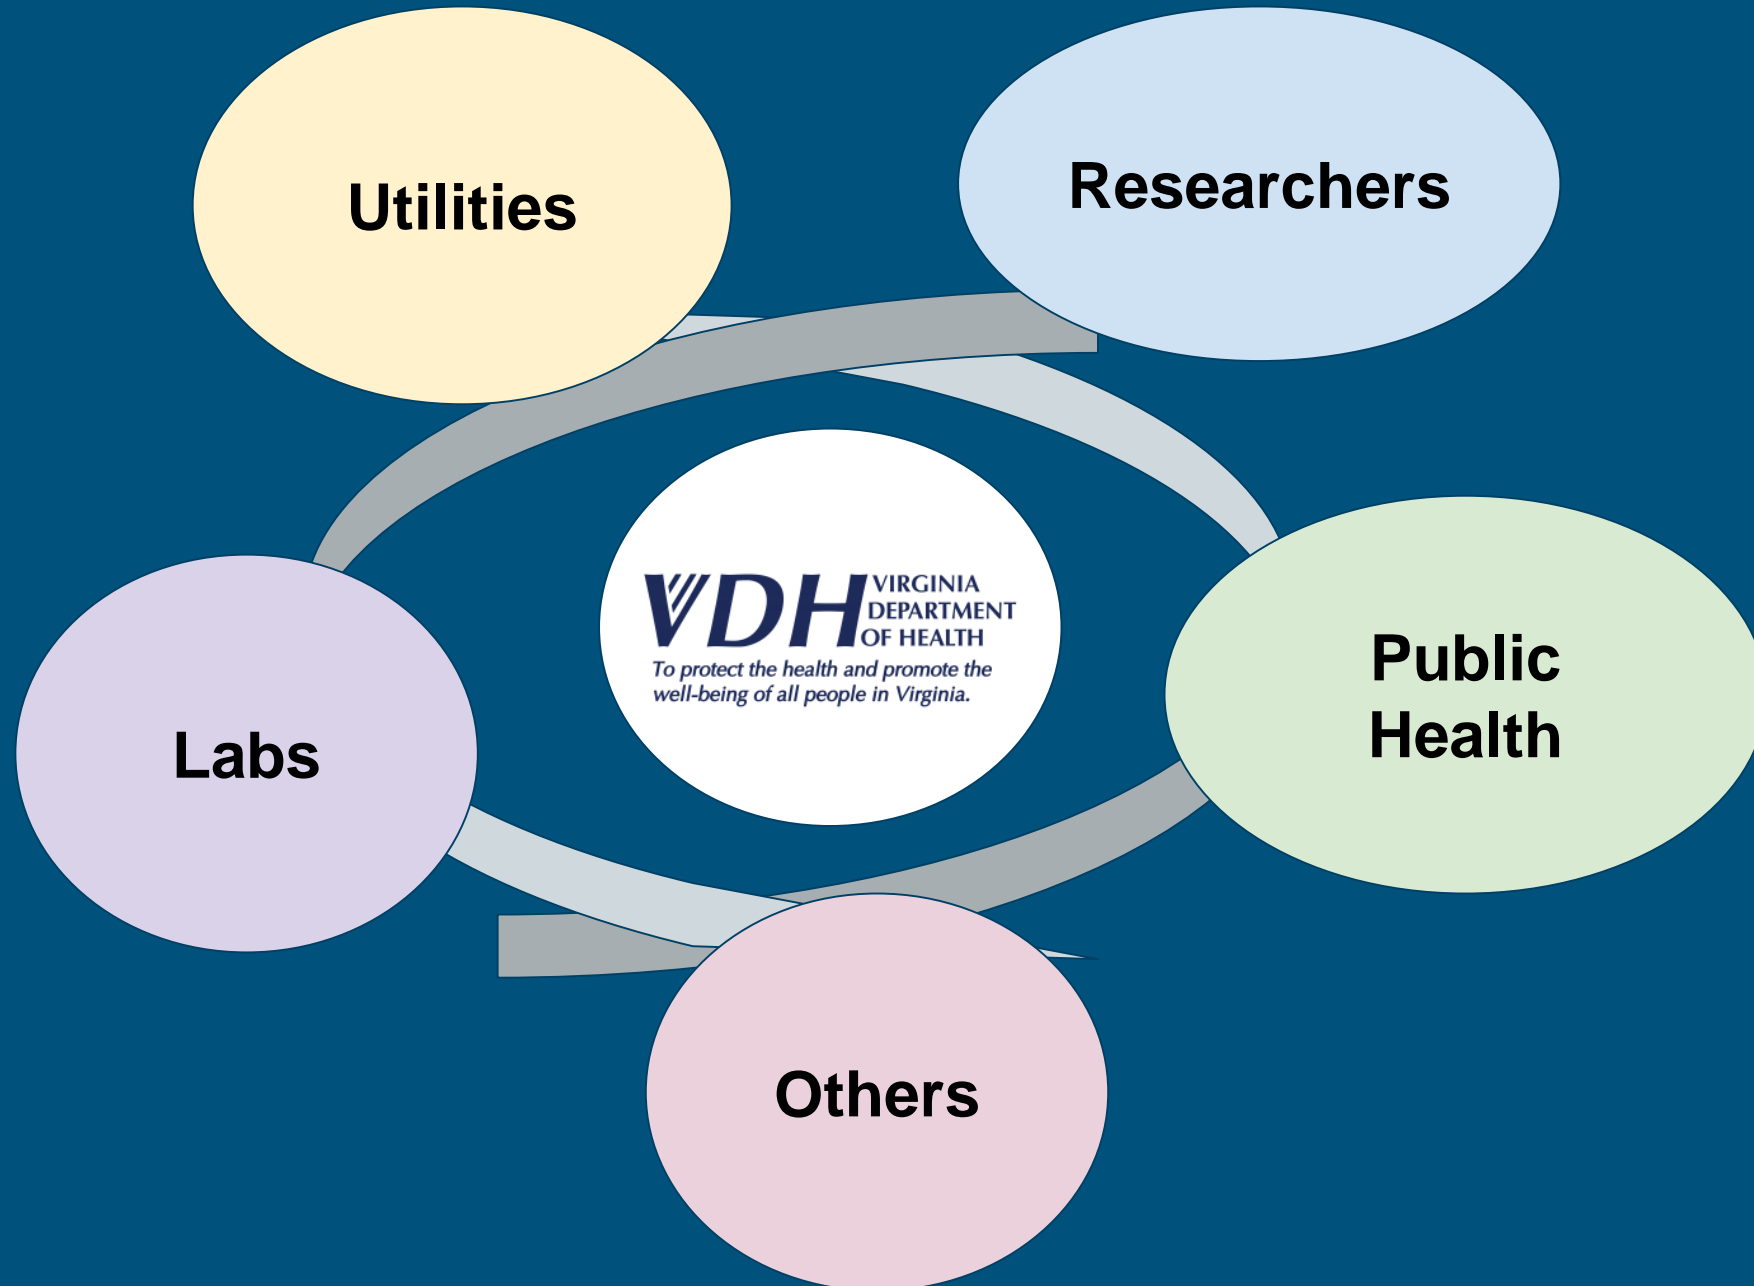 Utilities
Researchers
VDH
VIRGINIA
DEPARTMENT
OF HEALTH
To protect the health and promote the
well-being of all people in Virginia.
Public
Health
Labs
Others